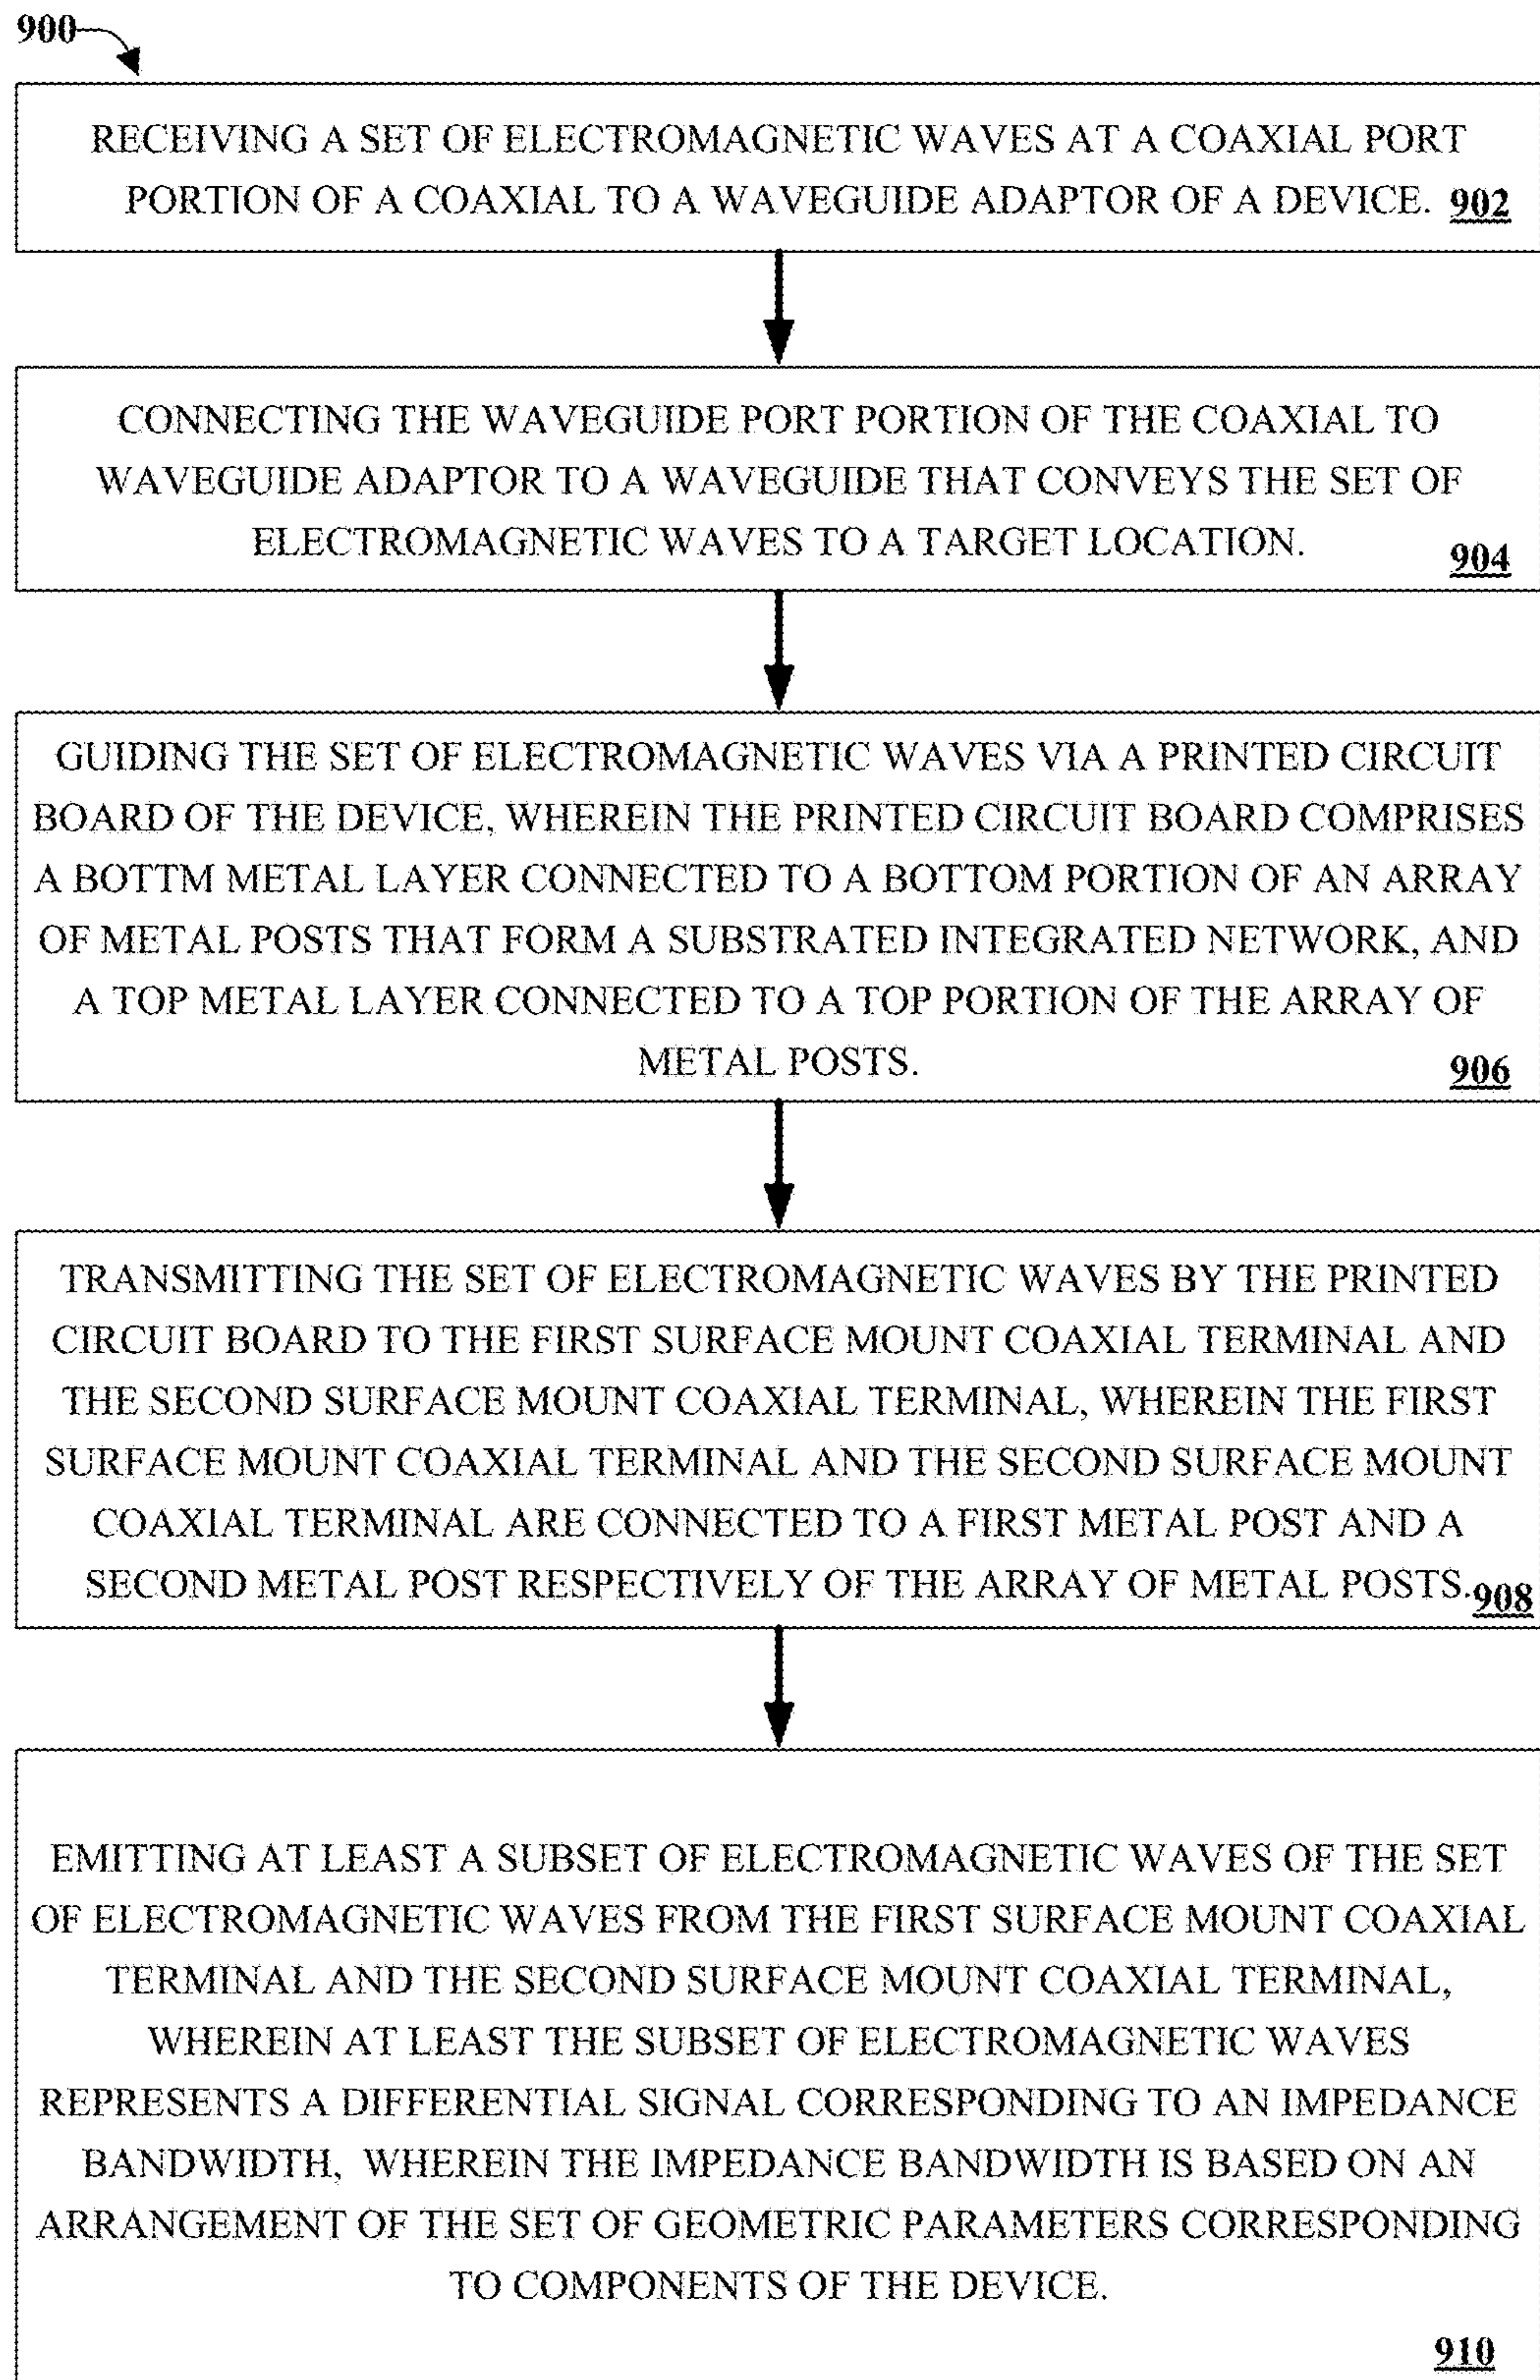 900
RECEIVING A SET OF ELECTROMAGNETIC WAVES AT A COAXIAL PORT
PORTION OF A COAXIAL TO A WAVEGUIDE ADAPTOR OF A DEVICE. 902
CONNECTING THE WAVEGUIDE PORT PORTION OF THE COAXIAL TO
WAVEGUIDE ADAPTOR TO A WAVEGUIDE THAT CONVEYS THE SET OF
ELECTROMAGNETIC WAVES TO A TARGET LOCATION.
904
GUIDING THE SET OF ELECTROMAGNETIC WAVES VIA A PRINTED CIRCUIT
BOARD OF THE DEVICE, WHEREIN THE PRINTED CIRCUIT BOARD COMPRISES
A BOTTM METAL LAYER CONNECTED TO A BOTTOM PORTION OF AN ARRAY
OF METAL POSTS THAT FORM A SUBSTRATED INTEGRATED NETWORK, AND
A TOP METAL LAYER CONNECTED TO A TOP PORTION OF THE ARRAY OF
METAL POSTS.
906
TRANSMITTING THE SET OF ELECTROMAGNETIC WAVES BY THE PRINTED
CIRCUIT BOARD TO THE FIRST SURFACE MOUNT COAXIAL TERMINAL AND
THE SECOND SURFACE MOUNT COAXIAL TERMINAL, WHEREIN THE FIRST
SURFACE MOUNT COAXIAL TERMINAL AND THE SECOND SURFACE MOUNT
COAXIAL TERMINAL ARE CONNECTED TO A FIRST METAL POST AND A
SECOND METAL POST RESPECTIVELY OF THE ARRAY OF METAL POSTS.
908
EMITTING AT LEAST A SUBSET OF ELECTROMAGNETIC WAVES OF THE SET
OF ELECTROMAGNETIC WAVES FROM THE FIRST SURFACE MOUNT COAXIAL
TERMINAL AND THE SECOND SURFACE MOUNT COAXIAL TERMINAL,
WHEREIN AT LEAST THE SUBSET OF ELECTROMAGNETIC WAVES
REPRESENTS A DIFFERENTIAL SIGNAL CORRESPONDING TO AN IMPEDANCE
BANDWIDTH, WHEREIN THE IMPEDANCE BANDWIDTH IS BASED ON AN
ARRANGEMENT OF THE SET OF GEOMETRIC PARAMETERS CORRESPONDING
TO COMPONENTS OF THE DEVICE.
910